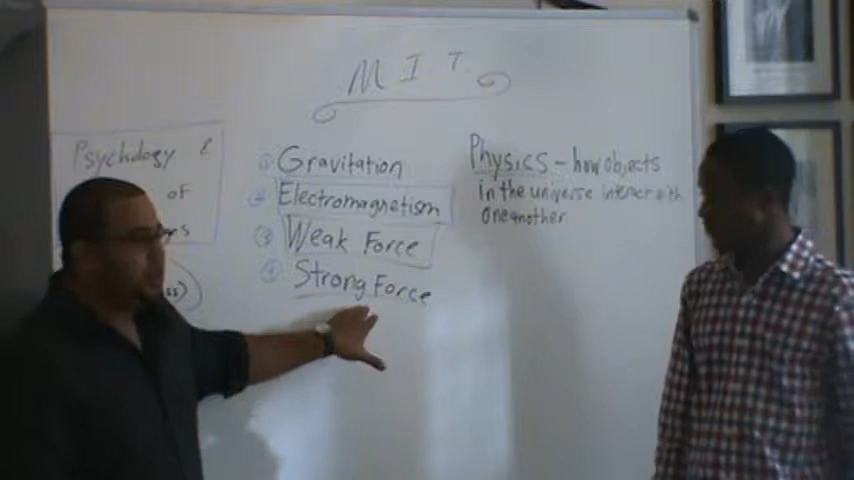 MIT
Psychology &
of
① Gravitation
② Electromagnetism
③ Weak Force
④ Strong Force
Physics - how objects
in the universe interact with
one another